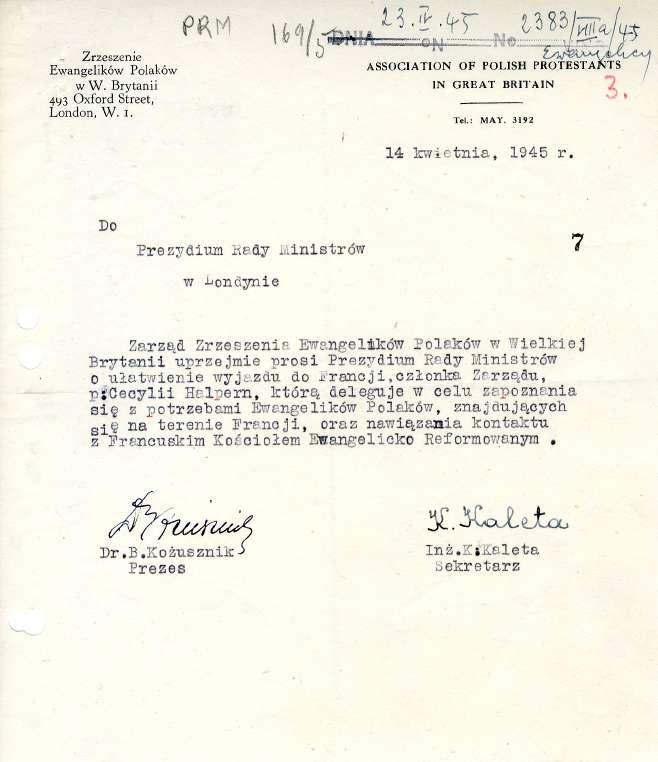 PRM
169/5
23.IV.45
2383/VIIIa/45
DNIA
ON
No
Ewangelicy
3.
Zrzeszenie
Ewangelików Polaków
w W. Brytanii
493 Oxford Street,
London, W. 1.
ASSOCIATION OF POLISH PROTESTANTS
IN GREAT BRITAIN
Tel.: MAY. 3192
14 kwietnia, 1945 r.
Do
Prezydium Rady Ministrów
7
w Londynie
Zarząd Zrzeszenia Ewangelików Polaków w Wielkiej
Brytanii uprzejmie prosi Prezydium Rady Ministrów
o ułatwienie wyjazdu do Francji,członka Zarządu,
p.Cecylii Halpern, którą deleguje w celu zapoznania
się z potrzebami Ewangelików Polaków, znajdujących
się na terenie Francji, oraz nawiązania kontaktu
z Francuskim Kościołem Ewangelicko Reformowanym .
K. Kaleta
Dr.B.Kożusznik
Prezes
Inż.K.Kaleta
Sekretarz